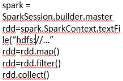 spark =
SparkSession.builder.master
rdd=spark.SparkContext.textFi
le(“hdfs://…”
rdd=rdd.map()
rdd=rdd.filter()
rdd.collect()